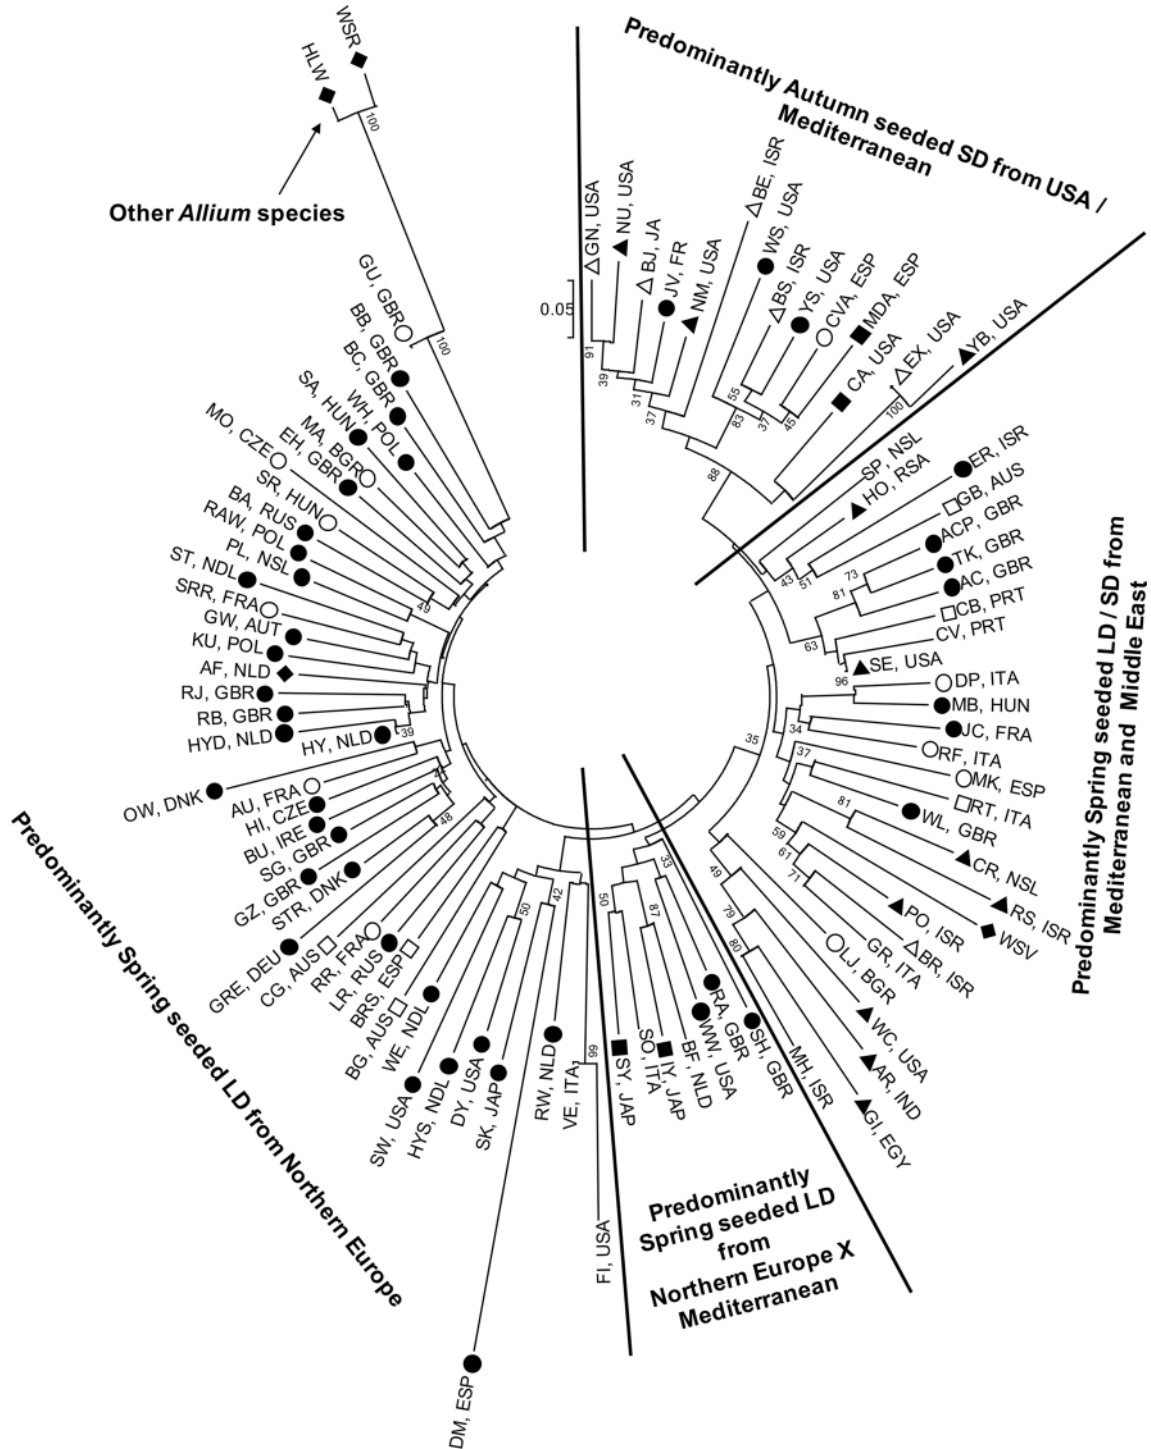 WSR
HLW
100
Other Allium species
Predominantly Autumn seeded SD from USA /
Mediterranean
0.05
GN, USA
NU, USA
BJ, JA
JV, FR
NM, USA
BE, ISR
WS, USA
BS, ISR
YS, USA
CVA, ESP
MDA, ESP
CA, USA
EX, USA
YB, USA
91
39
31
37
55
83
37
45
100
88
SP, NSL
HO, RSA
ER, ISR
GB, AUS
ACP, GBR
TK, GBR
AC, GBR
CB, PRT
CV, PRT
SE, USA
DP, ITA
MB, HUN
JC, FRA
RF, ITA
MK, ESP
RT, ITA
WL, GBR
CR, NSL
RS, ISR
WSV
PO, ISR
BR, ISR
GR, ITA
LJ, BGR
WC, USA
AR, IND
GI, EGY
MH, ISR
43
51
73
81
63
96
34
35
37
81
59
61
71
49
79
80
Predominantly Spring seeded LD / SD from
Mediterranean and Middle East
SH, GBR
RA, GBR
WW, USA
BF, NLD
IY, JAP
SO, ITA
SY, JAP
33
87
50
Predominantly
Spring seeded LD
from
Northern Europe X
Mediterranean
FI, USA
VE, ITA
RW, NLD
DM, ESP
SK, JAP
DY, USA
HYS, NDL
SW, USA
WE, NDL
BG, AUS
BRS, ESP
LR, RUS
RR, FRA
CG, AUS
GRE, DEU
STR, DNK
GZ, GBR
SG, GBR
BU, IRE
HI, CZE
AU, FRA
OW, DNK
HY, NLD
HYD, NLD
RB, GBR
RJ, GBR
AF, NLD
KU, POL
GW, AUT
SRR, FRA
ST, NDL
PL, NSL
RAW, POL
BA, RUS
SR, HUN
EH, GBR
MO, CZE
MA, BGR
SA, HUN
WH, POL
BC, GBR
BB, GBR
GU, GBR
99
42
50
48
39
49
100
Predominantly Spring seeded LD from Northern Europe